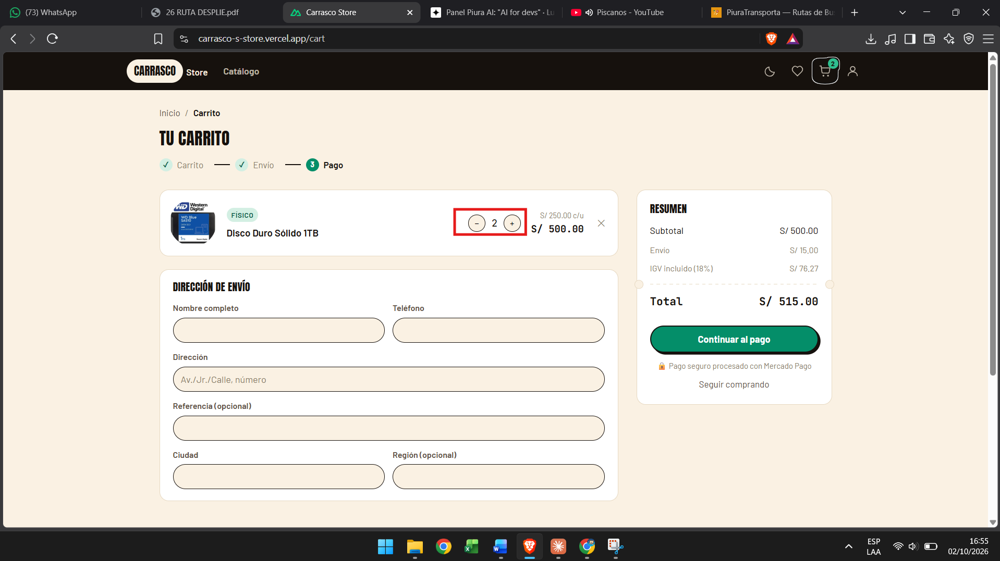 (73) WhatsApp
26 RUTA DESPLIE.pdf
Carrasco Store
Panel Piura AI: "AI for devs" · Lu
Piscanos - YouTube
PiuraTransporta — Rutas de Bu
carrasco-s-store.vercel.app/cart
CARRASCO Store
Catálogo
2
Inicio / Carrito
TU CARRITO
Carrito
Envío
3 Pago
Western Digital
WD
WD Blue
SA510
1TB
FÍSICO
Disco Duro Sólido 1TB
− 2 +
S/ 250.00 c/u
S/ 500.00
DIRECCIÓN DE ENVÍO
Nombre completo
Teléfono
Dirección
Av./Jr./Calle, número
Referencia (opcional)
Ciudad
Región (opcional)
RESUMEN
Subtotal S/ 500.00
Envío S/ 15.00
IGV incluido (18%) S/ 76.27
Total S/ 515.00
Continuar al pago
Pago seguro procesado con Mercado Pago
Seguir comprando
ESP
LAA
16:55
02/10/2026